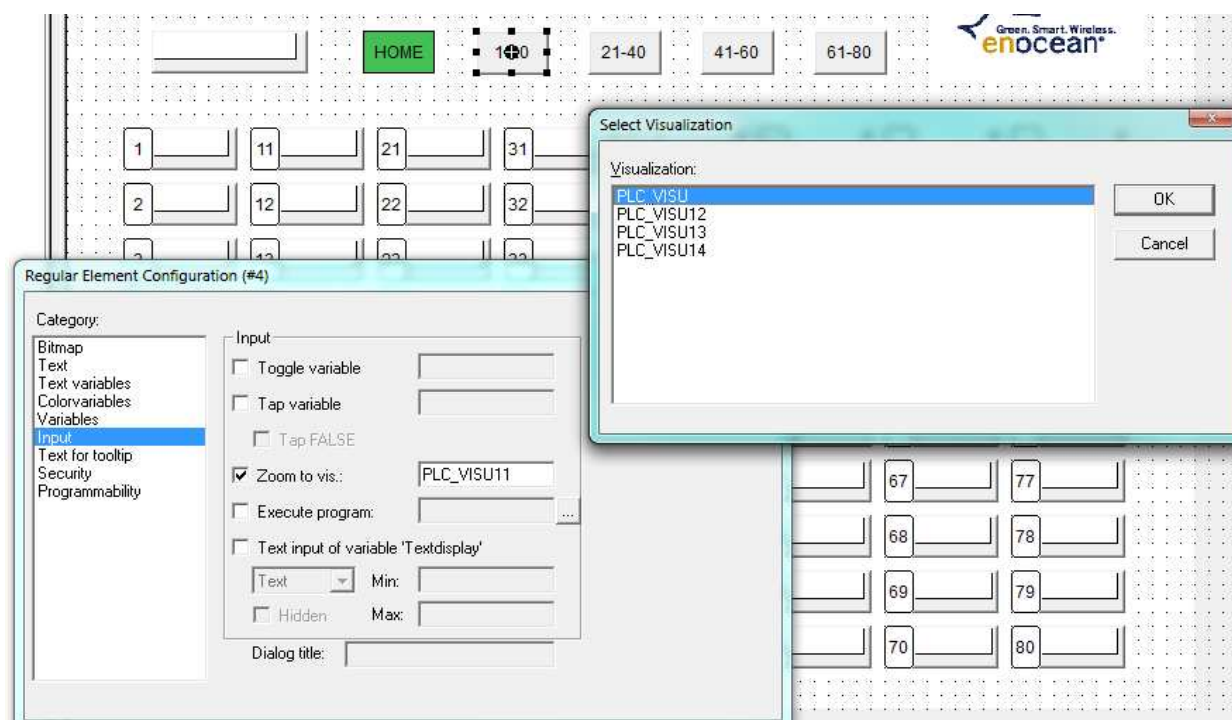 Green. Smart. Wireless.
enocean
HOME
21-40
41-60
61-80
1
11
21
31
2
12
22
32
Select Visualization
Visualization:
PLC_VISU
PLC_VISU12
PLC_VISU13
PLC_VISU14
OK
Cancel
Regular Element Configuration (#4)
Category:
Bitmap
Text
Text variables
Colorvariables
Variables
Input
Text for tooltip
Security
Programmability
Input
Toggle variable
Tap variable
Tap FALSE
Zoom to vis.:
PLC_VISU11
Execute program:
...
Text input of variable 'Textdisplay'
Text
Min:
Hidden
Max:
Dialog title:
67
77
68
78
69
79
70
80